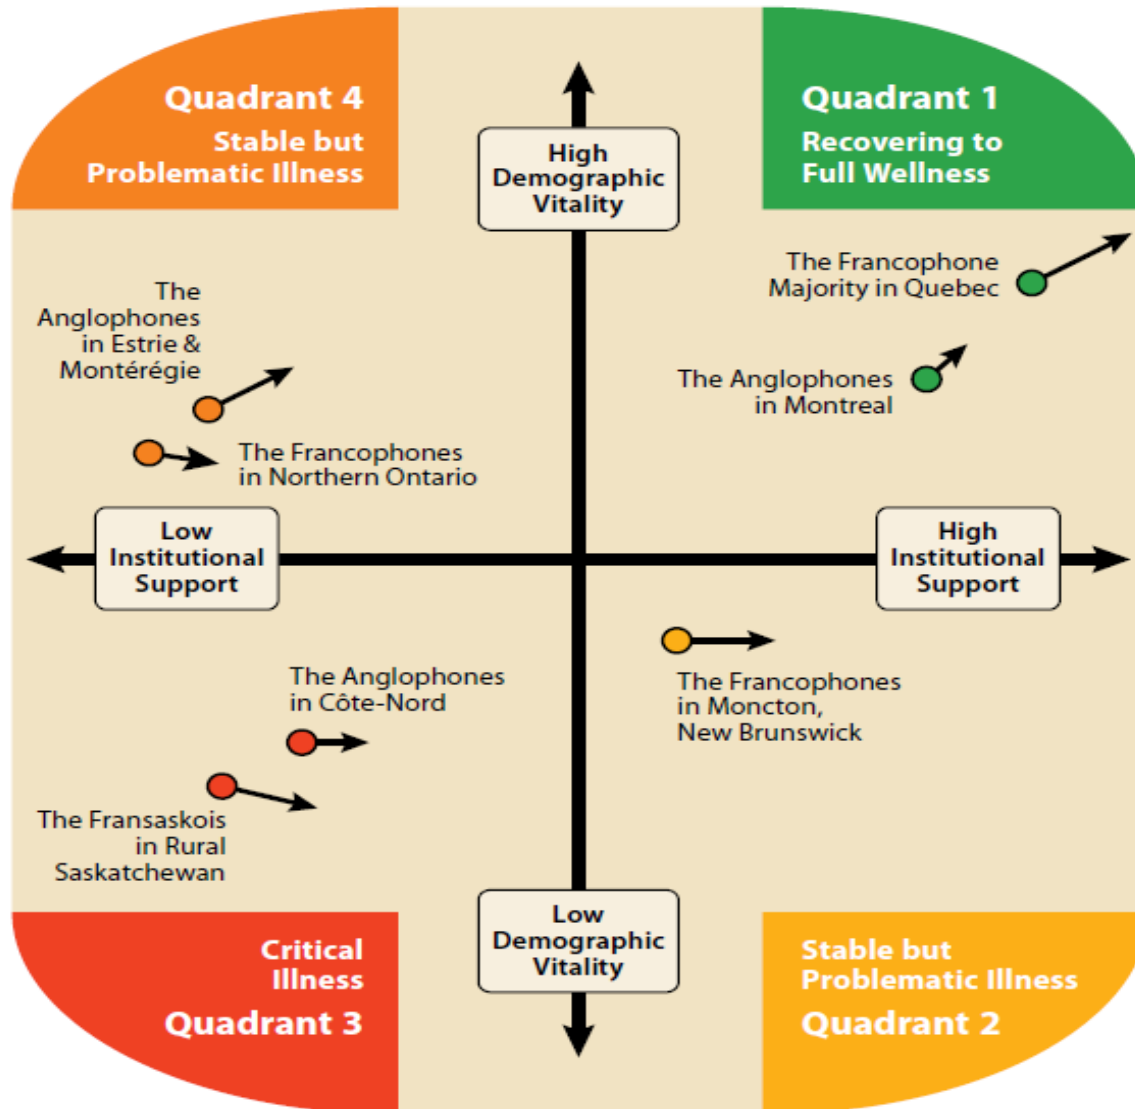 Quadrant 4
Stable but
Problematic Illness
Quadrant 1
Recovering to
Full Wellness
High
Demographic
Vitality
The Francophone
Majority in Quebec
The
Anglophones
in Estrie &
Montérégie
The Anglophones
in Montreal
The Francophones
in Northern Ontario
Low
Institutional
Support
High
Institutional
Support
The Anglophones
in Côte-Nord
The Francophones
in Moncton,
New Brunswick
The Fransaskois
in Rural
Saskatchewan
Low
Demographic
Vitality
Critical
Illness
Quadrant 3
Stable but
Problematic Illness
Quadrant 2